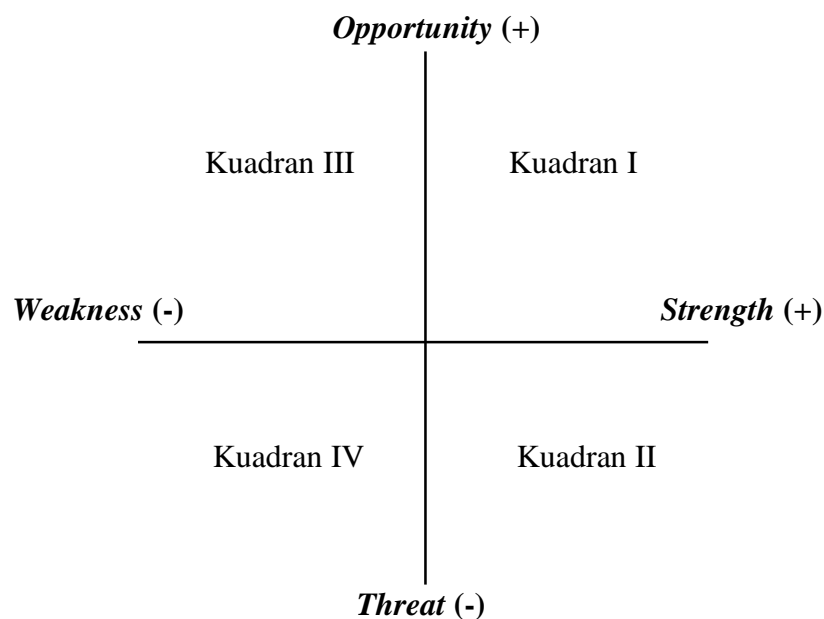 Opportunity (+)
Kuadran III
Kuadran I
Weakness (-)
Strength (+)
Kuadran IV
Kuadran II
Threat (-)